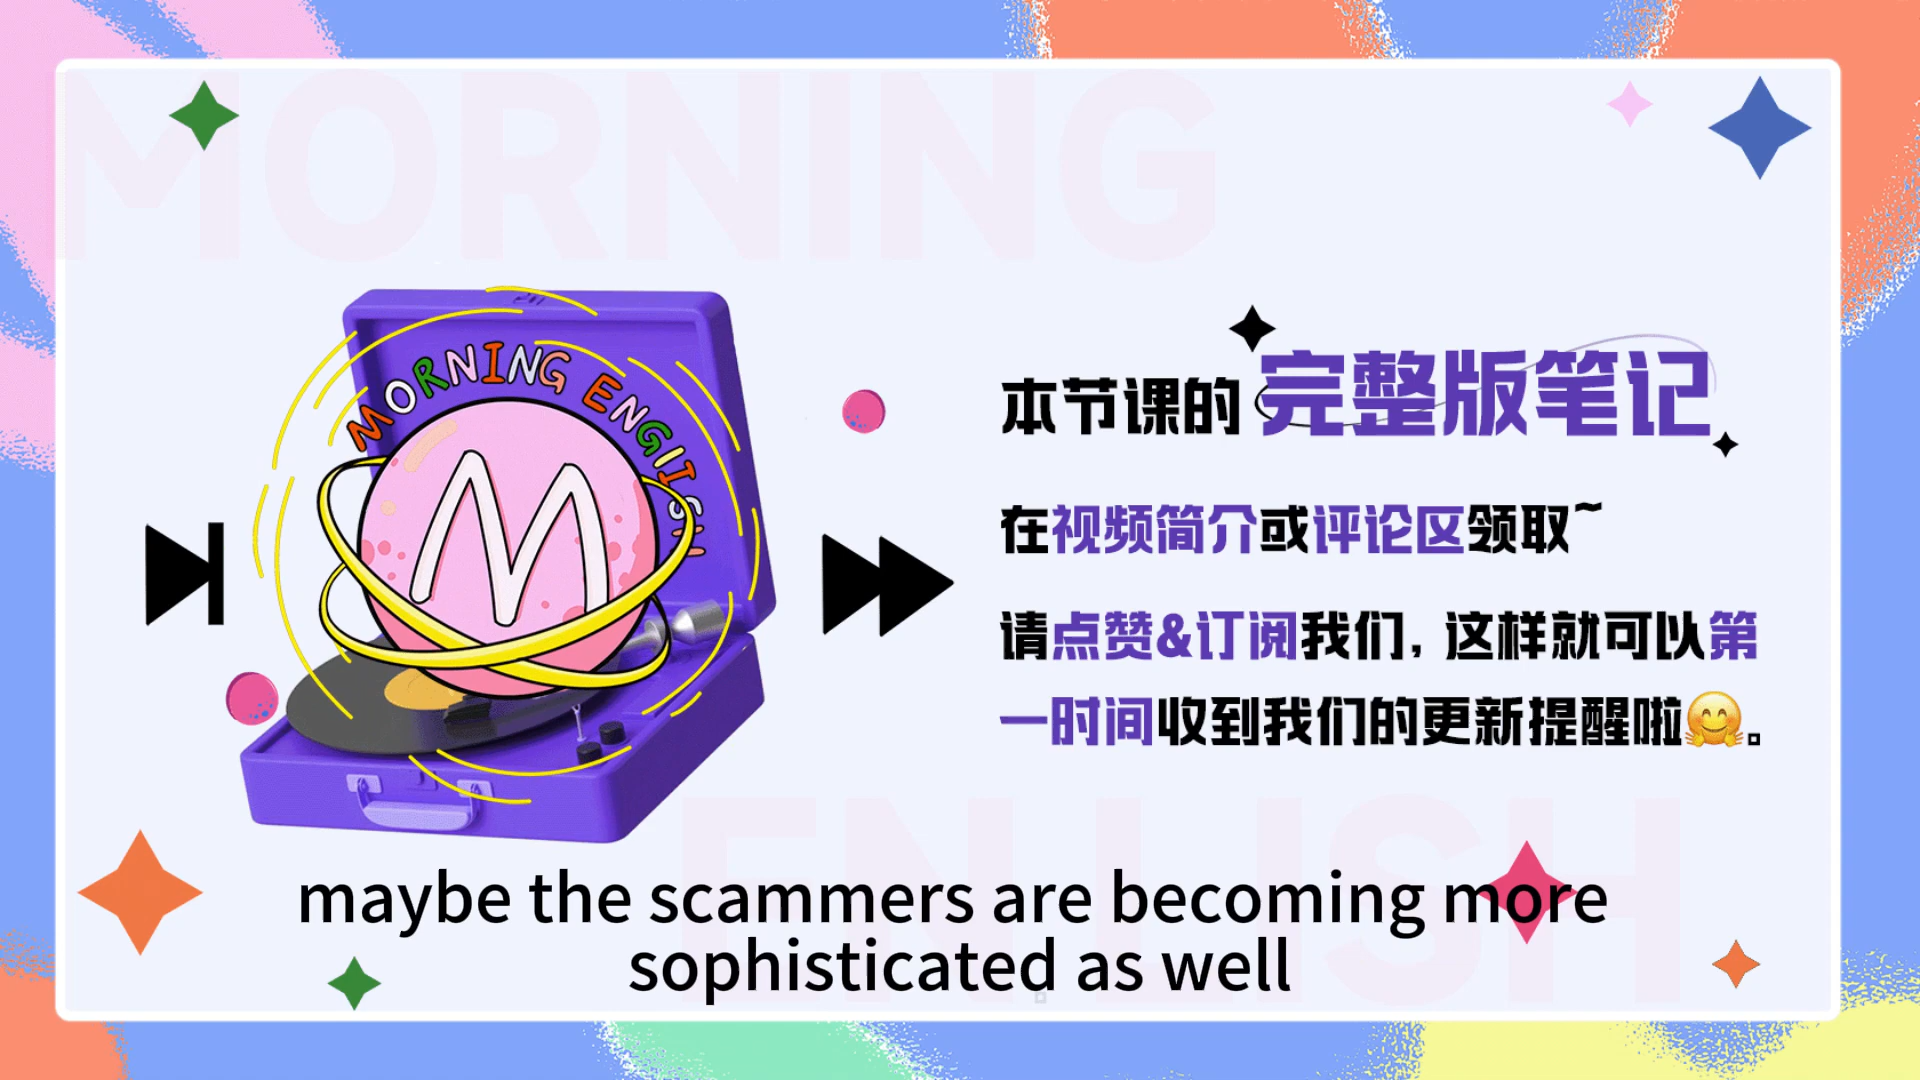 MORNING
MORNING ENGLISH
M
本节课的完整版笔记
在视频简介或评论区领取~
请点赞&订阅我们，这样就可以第
一时间收到我们的更新提醒啦🤗。
ENGLISH
maybe the scammers are becoming more
sophisticated as well